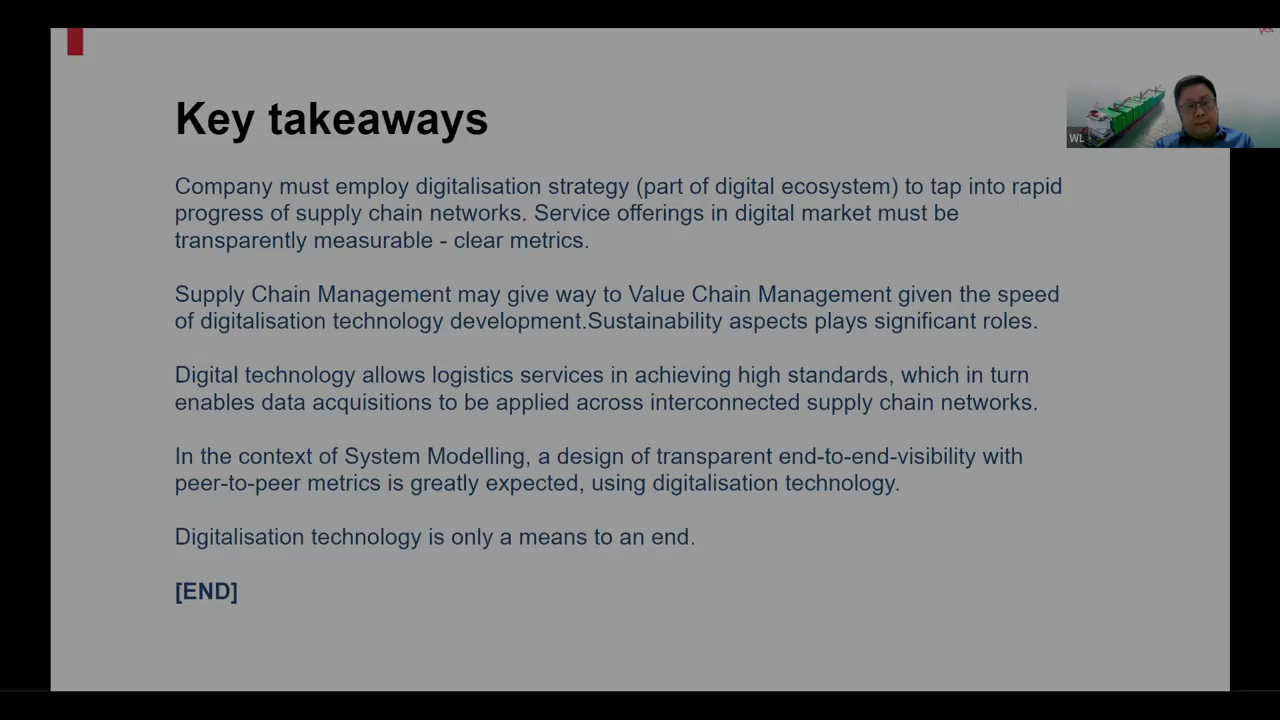 Key takeaways
WL
Company must employ digitalisation strategy (part of digital ecosystem) to tap into rapid
progress of supply chain networks. Service offerings in digital market must be
transparently measurable - clear metrics.
Supply Chain Management may give way to Value Chain Management given the speed
of digitalisation technology development.Sustainability aspects plays significant roles.
Digital technology allows logistics services in achieving high standards, which in turn
enables data acquisitions to be applied across interconnected supply chain networks.
In the context of System Modelling, a design of transparent end-to-end-visibility with
peer-to-peer metrics is greatly expected, using digitalisation technology.
Digitalisation technology is only a means to an end.
[END]